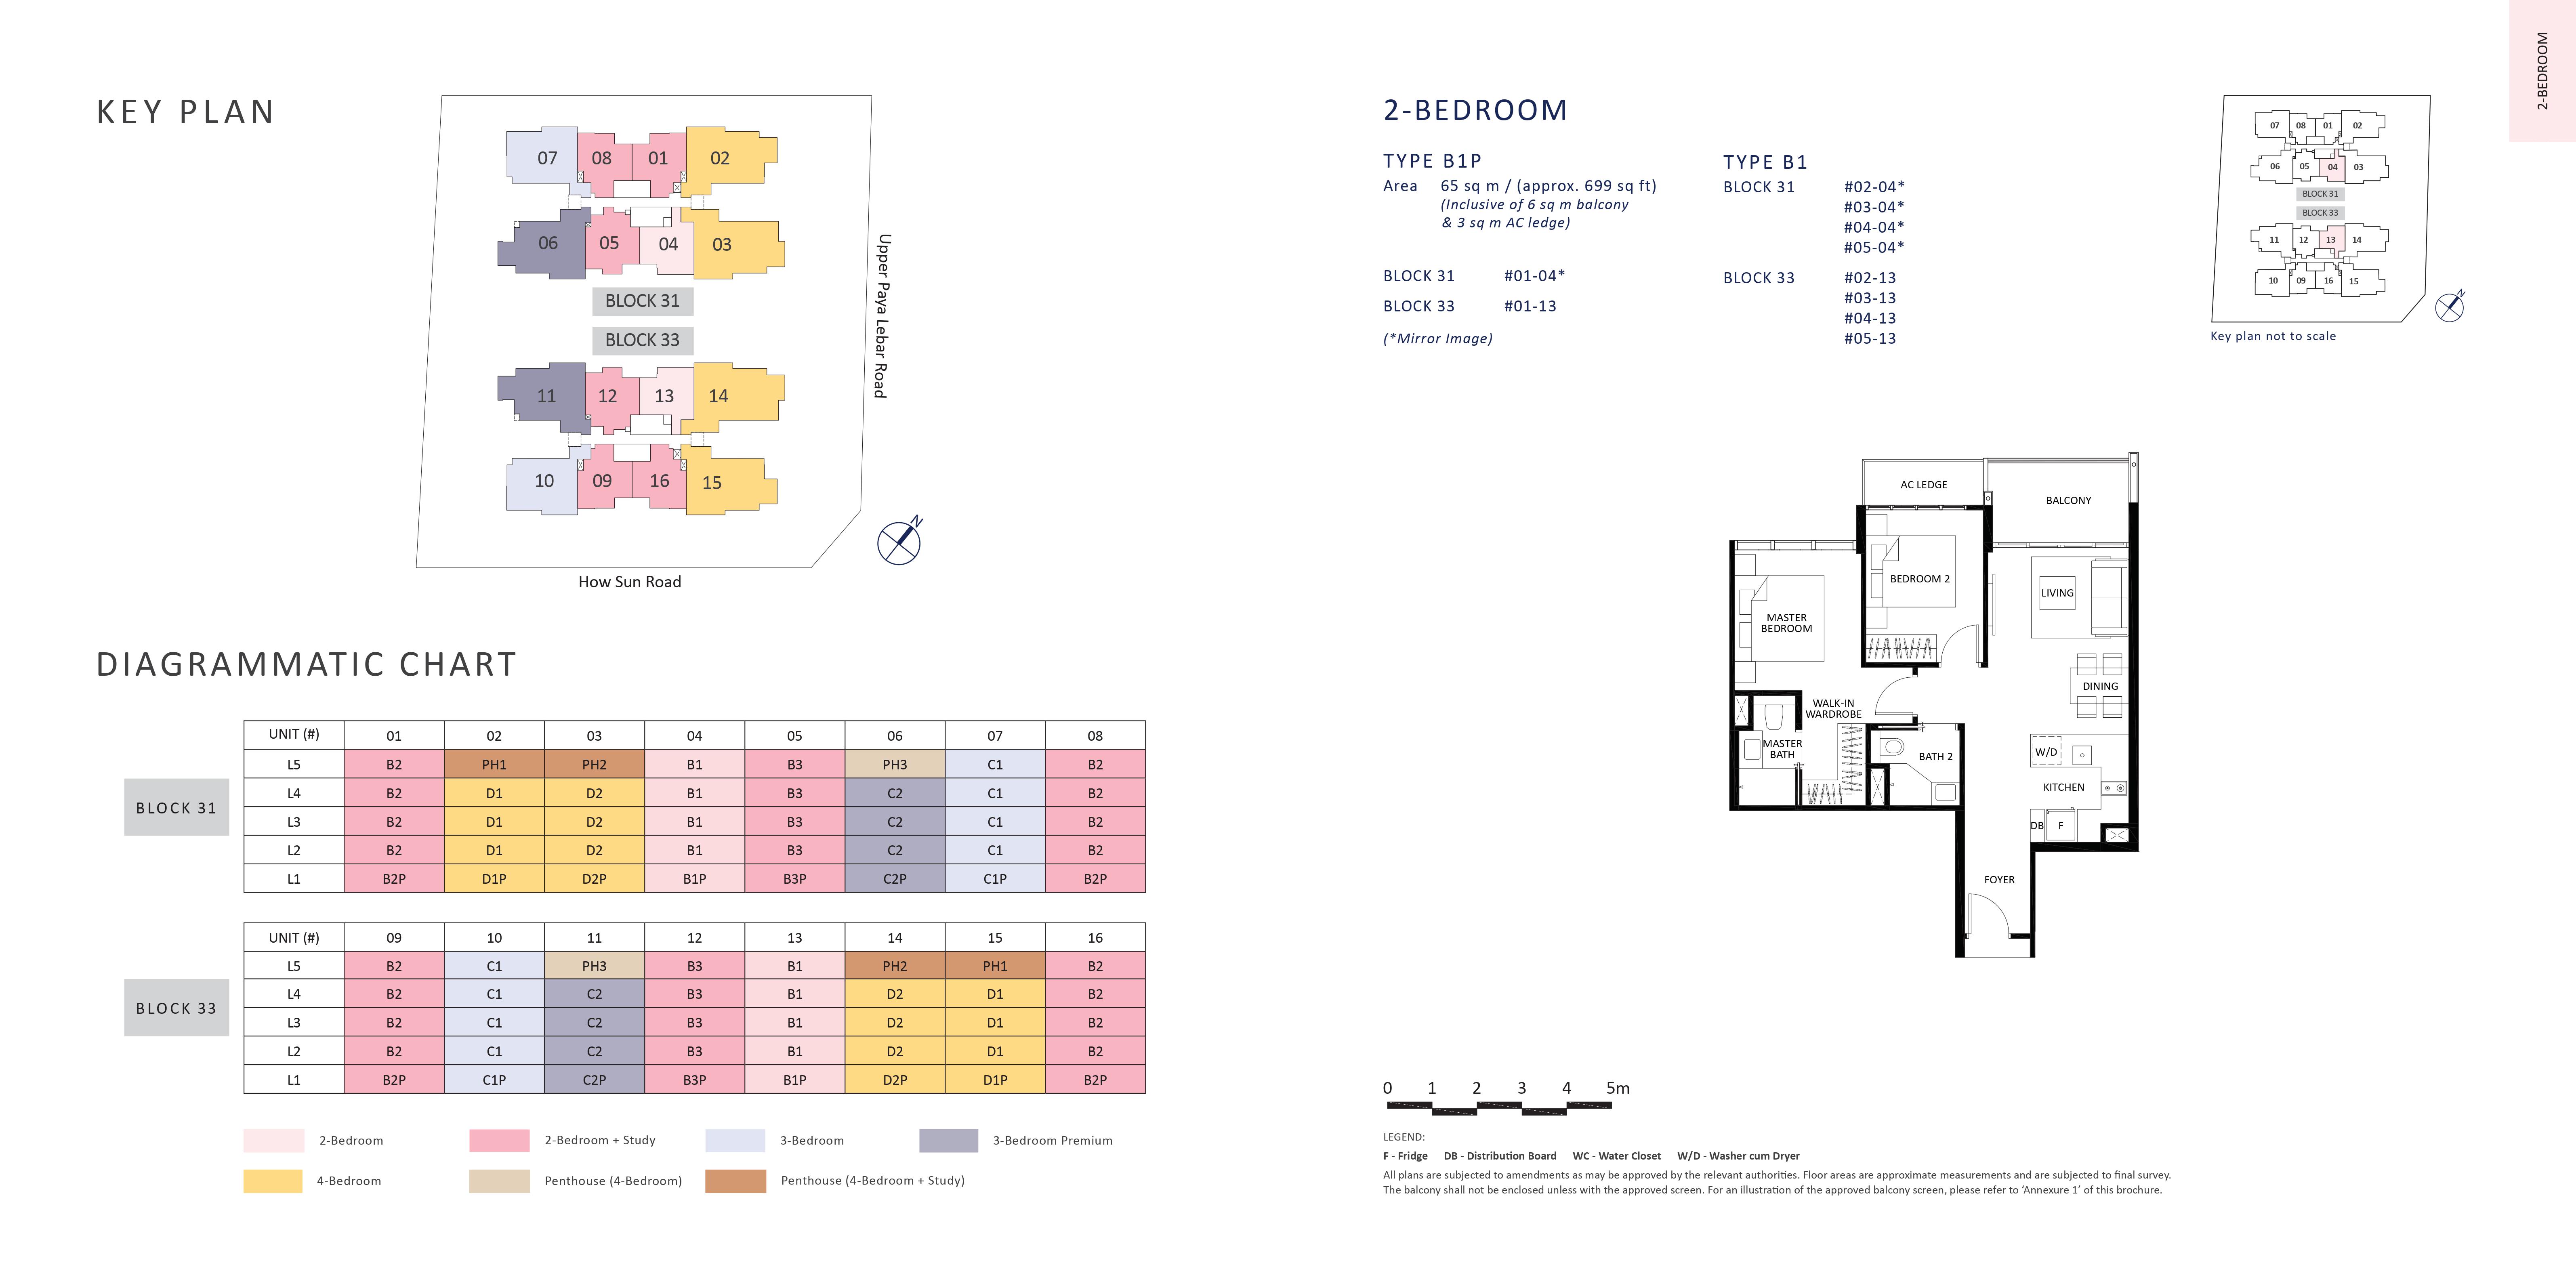 KEY PLAN
07 08 01 02
06 05 04 03
BLOCK 31
BLOCK 33
11 12 13 14
10 09 16 15
Upper Paya Lebar Road
N
How Sun Road
DIAGRAMMATIC CHART
BLOCK 31
UNIT (#) 01 02 03 04 05 06 07 08
L5 B2 PH1 PH2 B1 B3 PH3 C1 B2
L4 B2 D1 D2 B1 B3 C2 C1 B2
L3 B2 D1 D2 B1 B3 C2 C1 B2
L2 B2 D1 D2 B1 B3 C2 C1 B2
L1 B2P D1P D2P B1P B3P C2P C1P B2P
BLOCK 33
UNIT (#) 09 10 11 12 13 14 15 16
L5 B2 C1 PH3 B3 B1 PH2 PH1 B2
L4 B2 C1 C2 B3 B1 D2 D1 B2
L3 B2 C1 C2 B3 B1 D2 D1 B2
L2 B2 C1 C2 B3 B1 D2 D1 B2
L1 B2P C1P C2P B3P B1P D2P D1P B2P
2-Bedroom 2-Bedroom + Study 3-Bedroom 3-Bedroom Premium
4-Bedroom Penthouse (4-Bedroom) Penthouse (4-Bedroom + Study)
2-BEDROOM
TYPE B1P
Area 65 sq m / (approx. 699 sq ft)
(Inclusive of 6 sq m balcony
& 3 sq m AC ledge)
BLOCK 31 #01-04*
BLOCK 33 #01-13
(*Mirror Image)
TYPE B1
BLOCK 31 #02-04*
#03-04*
#04-04*
#05-04*
BLOCK 33 #02-13
#03-13
#04-13
#05-13
07 08 01 02
06 05 04 03
BLOCK 31
BLOCK 33
11 12 13 14
10 09 16 15
N
Key plan not to scale
2-BEDROOM
AC LEDGE
BALCONY
BEDROOM 2
LIVING
MASTER
BEDROOM
DINING
WALK-IN
WARDROBE
MASTER
BATH
BATH 2
W/D
KITCHEN
DB F
FOYER
0 1 2 3 4 5m
LEGEND:
F - Fridge DB - Distribution Board WC - Water Closet W/D - Washer cum Dryer
All plans are subjected to amendments as may be approved by the relevant authorities. Floor areas are approximate measurements and are subjected to final survey.
The balcony shall not be enclosed unless with the approved screen. For an illustration of the approved balcony screen, please refer to ‘Annexure 1’ of this brochure.